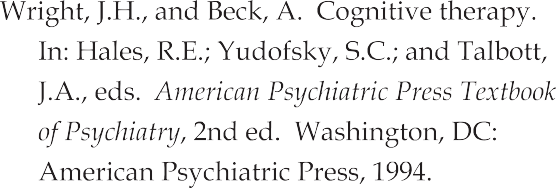 Wright, J.H., and Beck, A. Cognitive therapy.
In: Hales, R.E.; Yudofsky, S.C.; and Talbott,
J.A., eds. American Psychiatric Press Textbook
of Psychiatry, 2nd ed. Washington, DC:
American Psychiatric Press, 1994.